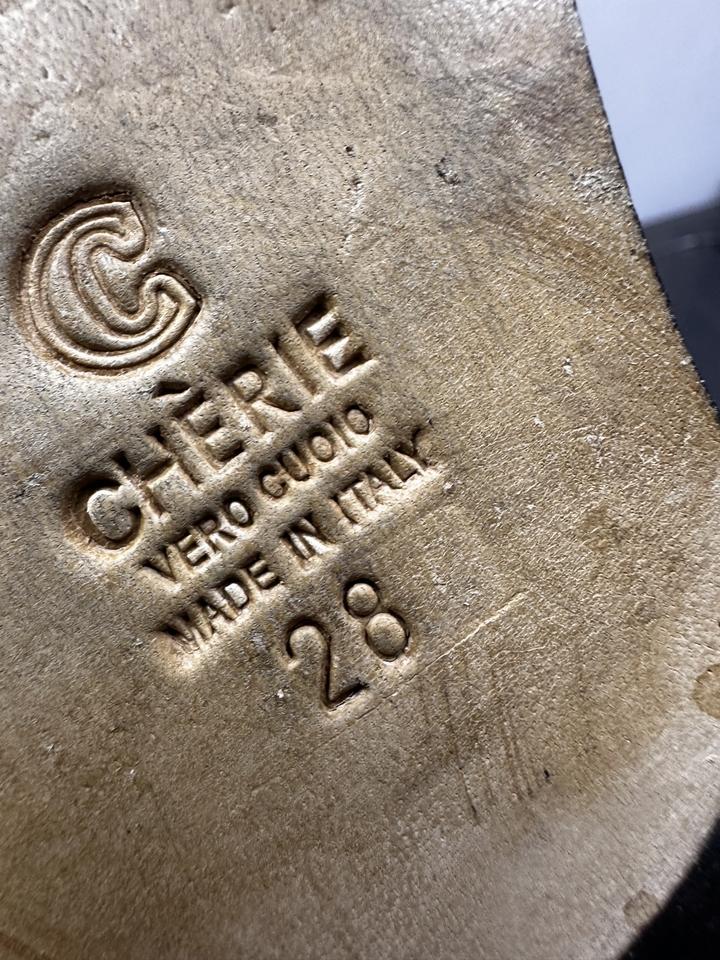 C
CHÉRIE
VERO CUOIO
MADE IN ITALY
28